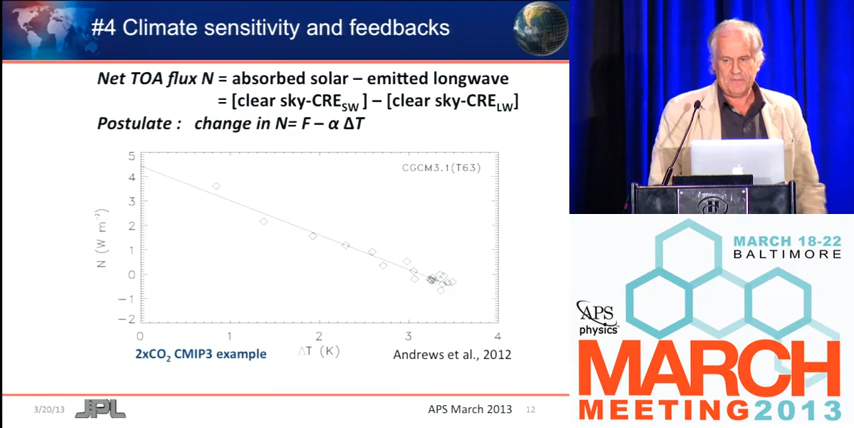 #4 Climate sensitivity and feedbacks
Net TOA flux N = absorbed solar – emitted longwave
= [clear sky-CRE_SW] – [clear sky-CRE_LW]
Postulate : change in N= F – α ΔT
CGCM3.1(T63)
5
4
3
2
1
0
−1
−2
N (W m⁻²)
0 1 2 3 4
ΔT (K)
2xCO₂ CMIP3 example
Andrews et al., 2012
3/20/13
JPL
APS March 2013 12
MARCH 18-22
BALTIMORE
APS
physics™
MARCH
MEETING2013